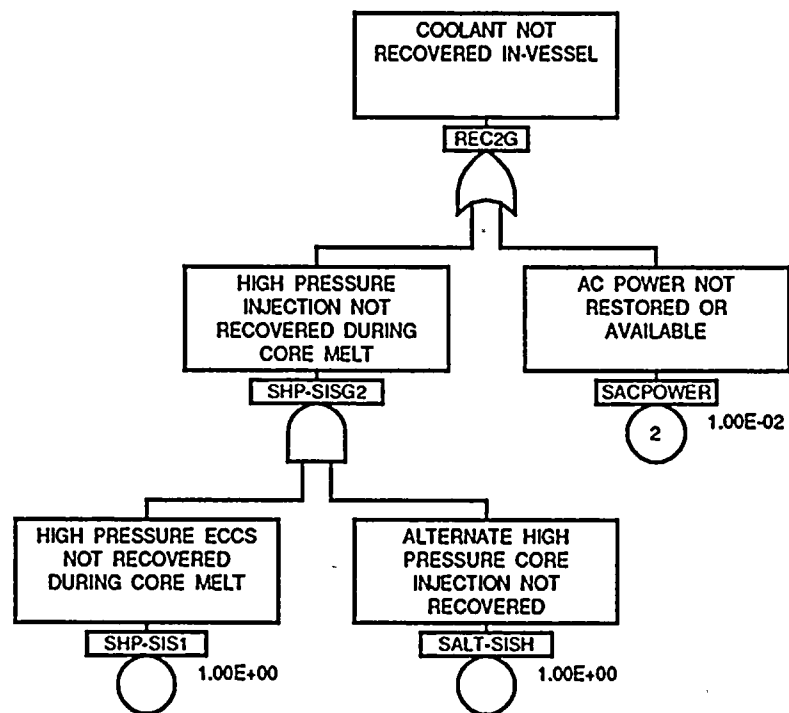 COOLANT NOT
RECOVERED IN-VESSEL
REC2G
HIGH PRESSURE
INJECTION NOT
RECOVERED DURING
CORE MELT
SHP-SISG2
AC POWER NOT
RESTORED OR
AVAILABLE
SACPOWER
2
1.00E-02
HIGH PRESSURE ECCS
NOT RECOVERED
DURING CORE MELT
SHP-SIS1
1.00E+00
ALTERNATE HIGH
PRESSURE CORE
INJECTION NOT
RECOVERED
SALT-SISH
1.00E+00